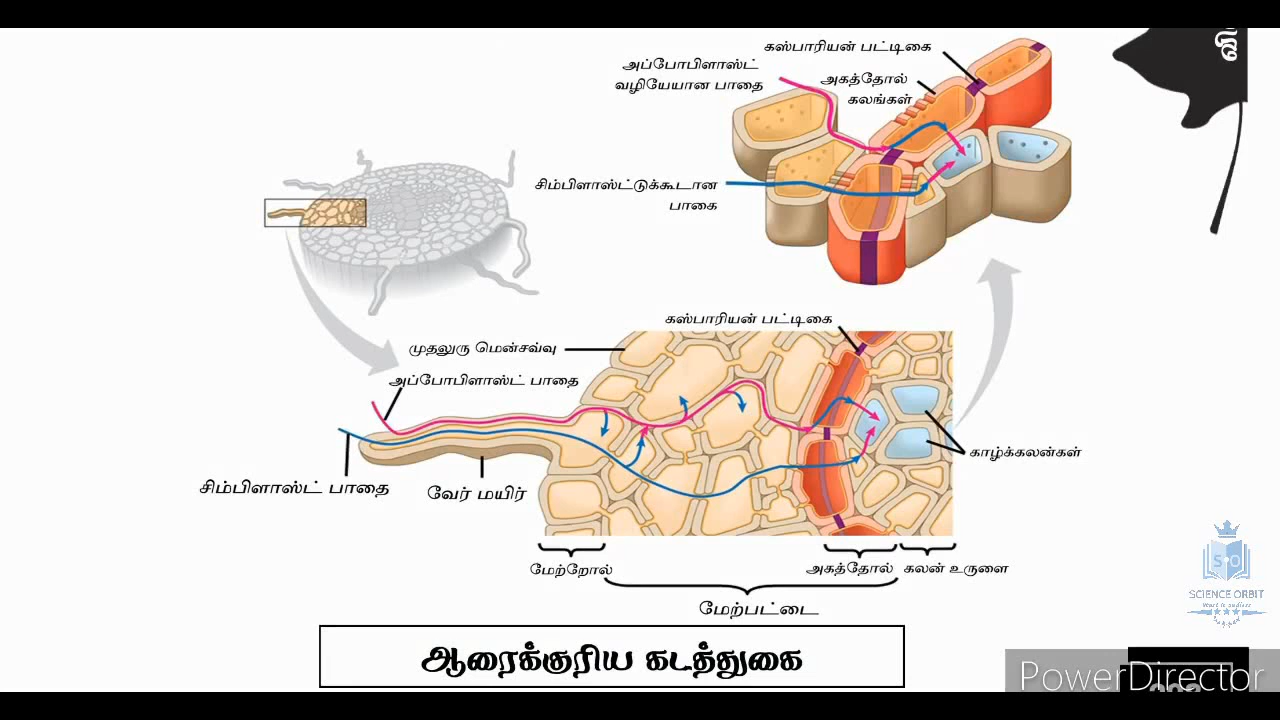 கஸ்பாரியன் பட்டிகை
அப்போபிளாஸ்ட்
வழியேயான பாதை
அகத்தோல்
கலங்கள்
சிம்பிளாஸ்ட்டுக்கூடான
பாகை
கஸ்பாரியன் பட்டிகை
முதலுரு மென்சவ்வு
அப்போபிளாஸ்ட் பாதை
காழ்க்கலன்கள்
சிம்பிளாஸ்ட் பாதை
வேர் மயிர்
மேற்றோல்
அகத்தோல்
கலன் உருளை
மேற்பட்டை
ஆரைக்குரிய கடத்துகை
S O
SCIENCE ORBIT
PowerDirector